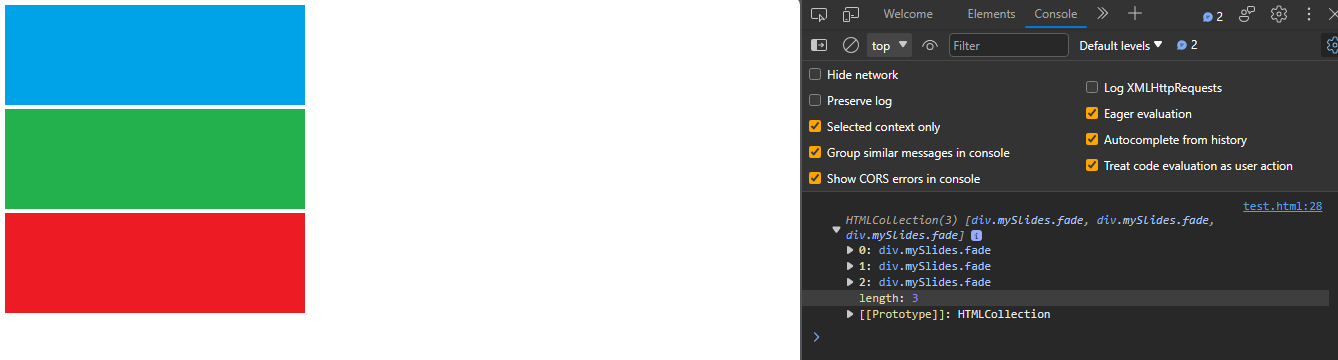 Welcome Elements Console 2
top Filter Default levels 2
Hide network
Preserve log
Selected context only
Group similar messages in console
Show CORS errors in console
Log XMLHttpRequests
Eager evaluation
Autocomplete from history
Treat code evaluation as user action
test.html:28
HTMLCollection(3) [div.mySlides.fade, div.mySlides.fade,
div.mySlides.fade] i
0: div.mySlides.fade
1: div.mySlides.fade
2: div.mySlides.fade
length: 3
[[Prototype]]: HTMLCollection